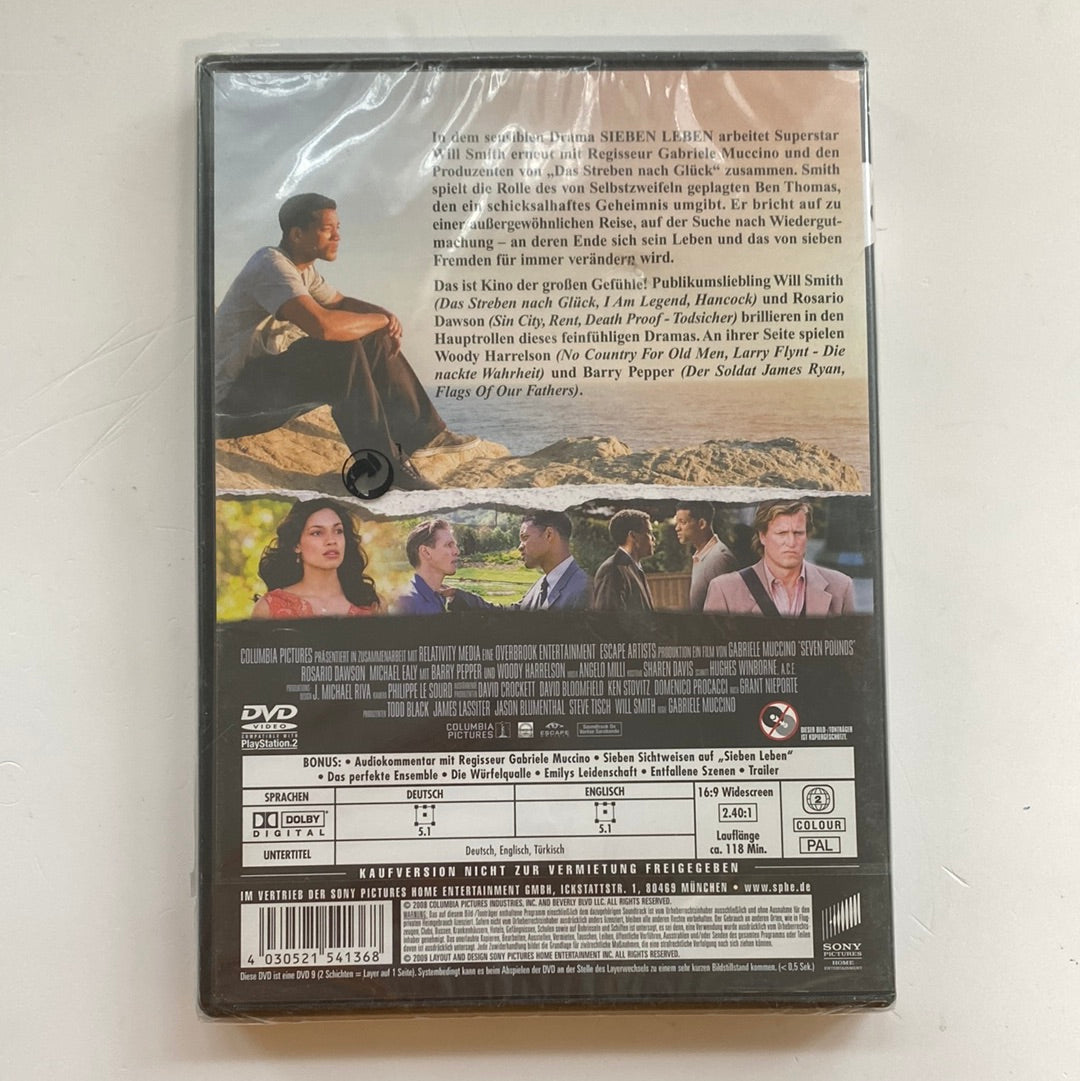 In dem sensiblen Drama SIEBEN LEBEN arbeitet Superstar
Will Smith erneut mit Regisseur Gabriele Muccino und den
Produzenten von „Das Streben nach Glück“ zusammen. Smith
spielt die Rolle des von Selbstzweifeln geplagten Ben Thomas,
den ein schicksalhaftes Geheimnis umgibt. Er bricht auf zu
einer außergewöhnlichen Reise, auf der Suche nach Wiedergut-
machung – an deren Ende sich sein Leben und das von sieben
Fremden für immer verändern wird.
Das ist Kino der großen Gefühle! Publikumsliebling Will Smith
(Das Streben nach Glück, I Am Legend, Hancock) und Rosario
Dawson (Sin City, Rent, Death Proof - Todsicher) brillieren in den
Hauptrollen dieses feinfühligen Dramas. An ihrer Seite spielen
Woody Harrelson (No Country For Old Men, Larry Flynt - Die
nackte Wahrheit) und Barry Pepper (Der Soldat James Ryan,
Flags Of Our Fathers).
COLUMBIA PICTURES PRÄSENTIERT IN ZUSAMMENARBEIT MIT RELATIVITY MEDIA EINE OVERBROOK ENTERTAINMENT ESCAPE ARTISTS PRODUKTION EIN FILM VON GABRIELE MUCCINO "SEVEN POUNDS"
ROSARIO DAWSON MICHAEL EALY MIT BARRY PEPPER UND WOODY HARRELSON ANGELO MILLI SHAREN DAVIS HUGHES WINBORNE, A.C.E.
J. MICHAEL RIVA PHILIPPE LE SOURD DAVID CROCKETT DAVID BLOOMFIELD KEN STOVITZ DOMENICO PROCACCI GRANT NIEPORTE
PRODUZENTEN TODD BLACK JAMES LASSITER JASON BLUMENTHAL STEVE TISCH WILL SMITH REGIE GABRIELE MUCCINO
DVD
VIDEO
COMPATIBLE WITH
PlayStation.2
COLUMBIA
PICTURES
ESCAPE
Soundtrack On
Varèse Sarabande
DIESER BILD-/TONTRÄGER
IST KOPIERGESCHÜTZT.
BONUS: • Audiokommentar mit Regisseur Gabriele Muccino • Sieben Sichtweisen auf „Sieben Leben“
• Das perfekte Ensemble • Die Würfelqualle • Emilys Leidenschaft • Entfallene Szenen • Trailer
SPRACHEN DEUTSCH ENGLISCH
DOLBY
DIGITAL
5.1 5.1
UNTERTITEL Deutsch, Englisch, Türkisch
16:9 Widescreen
2.40:1
Lauflänge
ca. 118 Min.
2
COLOUR
PAL
KAUFVERSION NICHT ZUR VERMIETUNG FREIGEGEBEN
IM VERTRIEB DER SONY PICTURES HOME ENTERTAINMENT GMBH, ICKSTATTSTR. 1, 80469 MÜNCHEN • www.sphe.de
© 2008 COLUMBIA PICTURES INDUSTRIES, INC. AND BEVERLY BLVD LLC. ALL RIGHTS RESERVED.
© 2009 LAYOUT AND DESIGN SONY PICTURES HOME ENTERTAINMENT INC. ALL RIGHTS RESERVED.
4 030521 541368
SONY
PICTURES
HOME
ENTERTAINMENT
Diese DVD ist eine DVD 9 (2 Schichten = Layer auf 1 Seite). Systembedingt kann es beim Abspielen der DVD an der Stelle des Layerwechsels zu einem sehr kurzen Bildstillstand kommen. (< 0,5 Sek.)